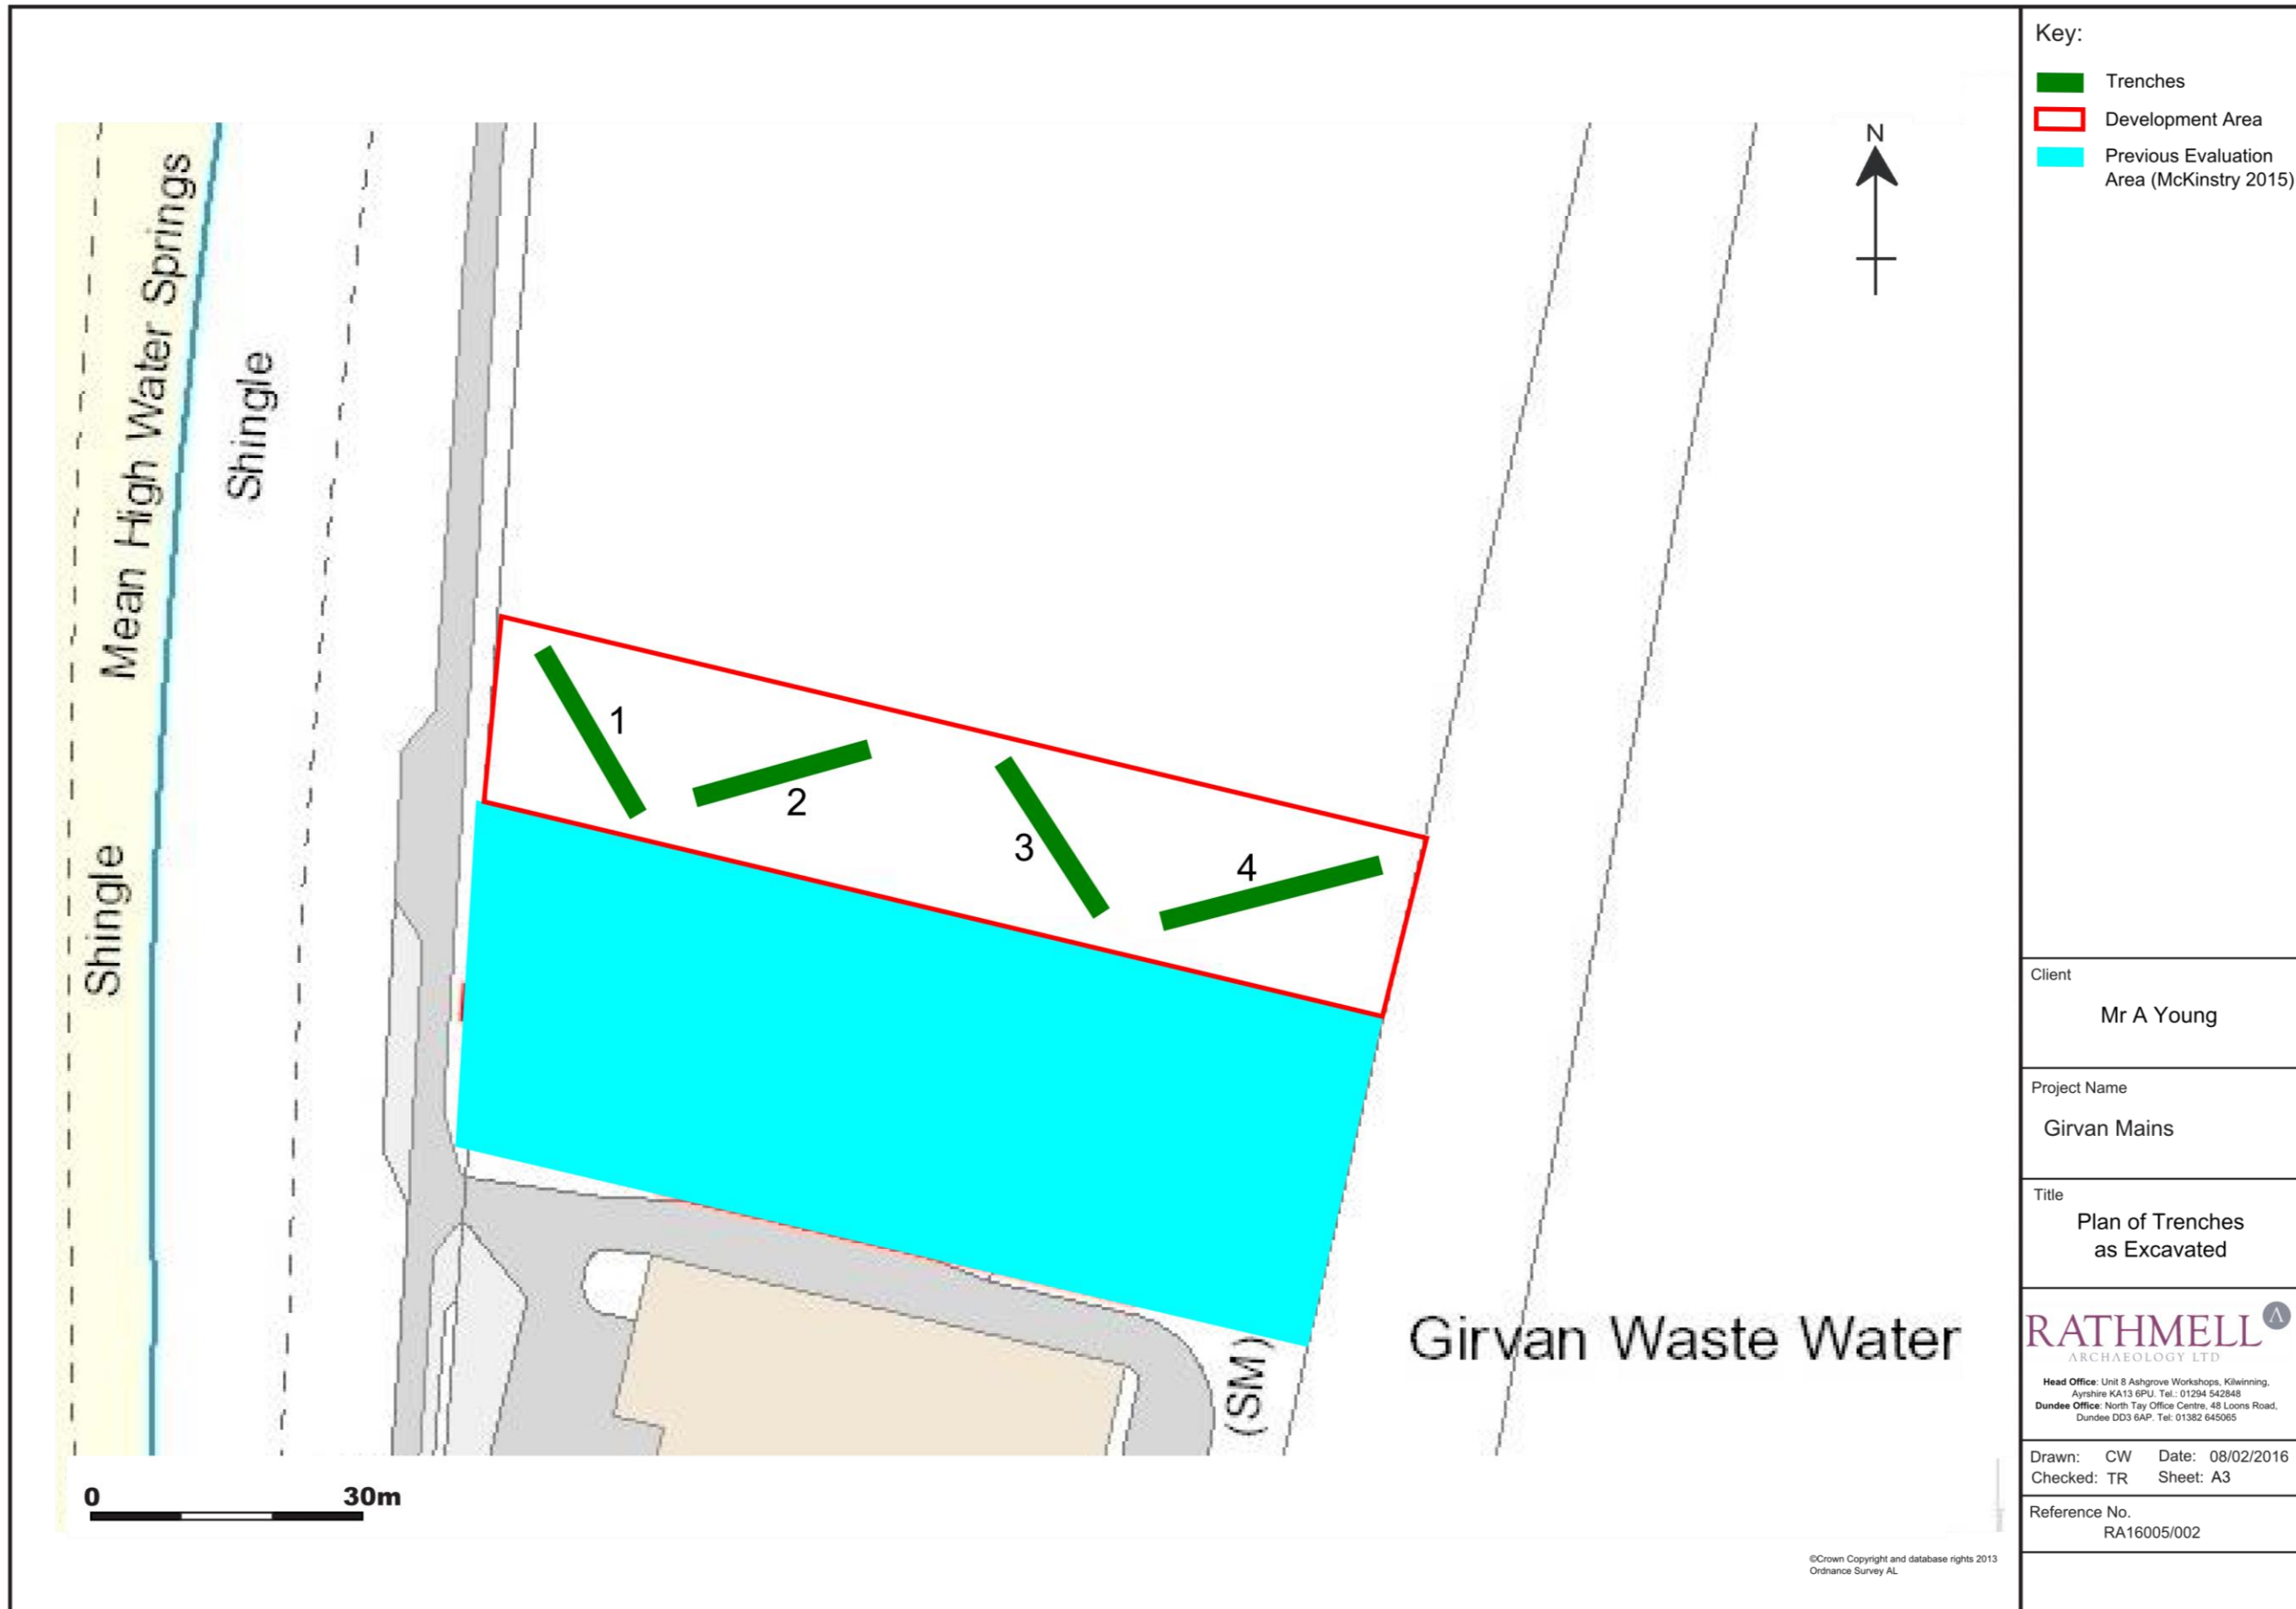 Mean High Water Springs
Shingle
Shingle
N
1
2
3
4
Girvan Waste Water
(SM)
0 30m
©Crown Copyright and database rights 2013
Ordnance Survey AL
Key:
Trenches
Development Area
Previous Evaluation
Area (McKinstry 2015)
Client
Mr A Young
Project Name
Girvan Mains
Title
Plan of Trenches
as Excavated
RATHMELL
ARCHAEOLOGY LTD
Head Office: Unit 8 Ashgrove Workshops, Kilwinning,
Ayrshire KA13 6PU. Tel.: 01294 542848
Dundee Office: North Tay Office Centre, 48 Loons Road,
Dundee DD3 6AP. Tel: 01382 645065
Drawn: CW Date: 08/02/2016
Checked: TR Sheet: A3
Reference No.
RA16005/002